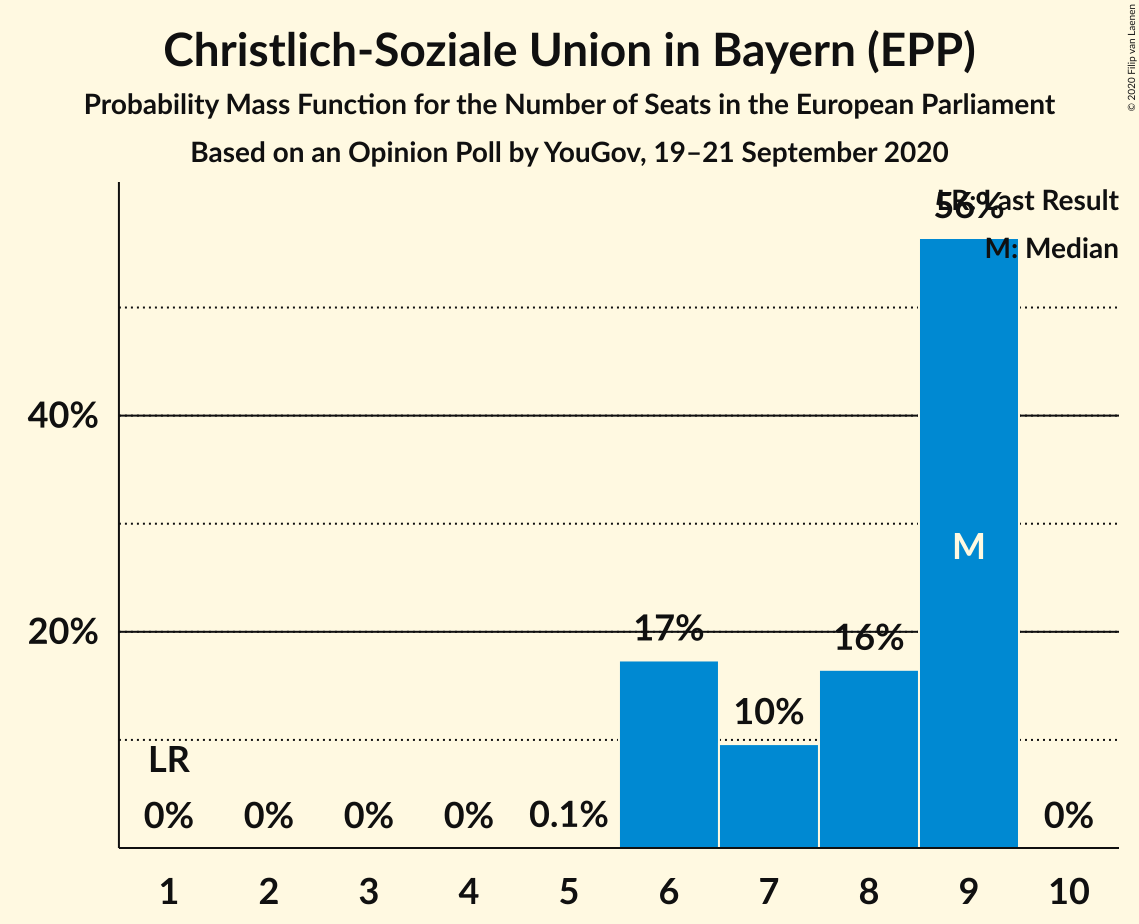 Christlich-Soziale Union in Bayern (EPP)
Probability Mass Function for the Number of Seats in the European Parliament
Based on an Opinion Poll by YouGov, 19–21 September 2020
© 2020 Filip van Laenen
LR: Last Result
M: Median
56%
40%
M
20%
17%
16%
10%
LR
0%
0%
0%
0%
0.1%
0%
1 2 3 4 5 6 7 8 9 10